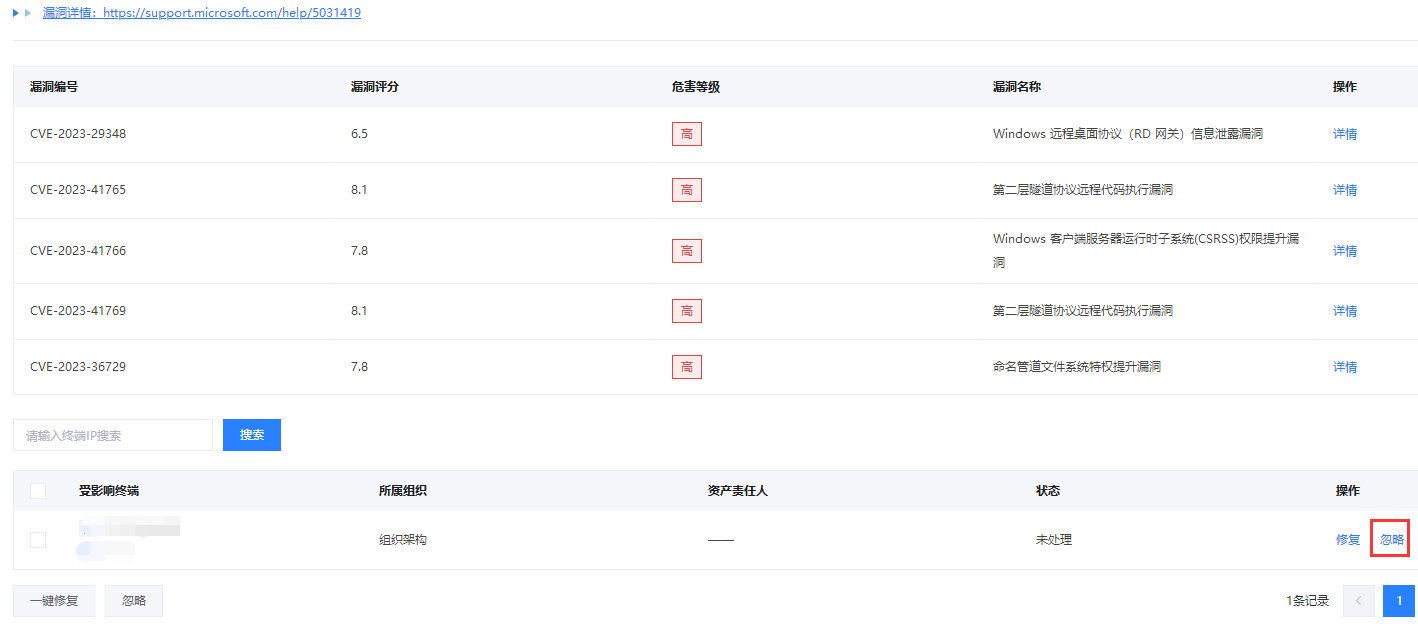 漏洞详情：https://support.microsoft.com/help/5031419
漏洞编号 漏洞评分 危害等级 漏洞名称 操作
CVE-2023-29348 6.5 高 Windows 远程桌面协议（RD 网关）信息泄露漏洞 详情
CVE-2023-41765 8.1 高 第二层隧道协议远程代码执行漏洞 详情
CVE-2023-41766 7.8 高 Windows 客户端服务器运行时子系统(CSRSS)权限提升漏 详情
洞
CVE-2023-41769 8.1 高 第二层隧道协议远程代码执行漏洞 详情
CVE-2023-36729 7.8 高 命名管道文件系统特权提升漏洞 详情
请输入终端IP搜索 搜索
受影响终端 所属组织 资产责任人 状态 操作
组织架构 —— 未处理 修复 忽略
一键修复 忽略 1条记录 < 1